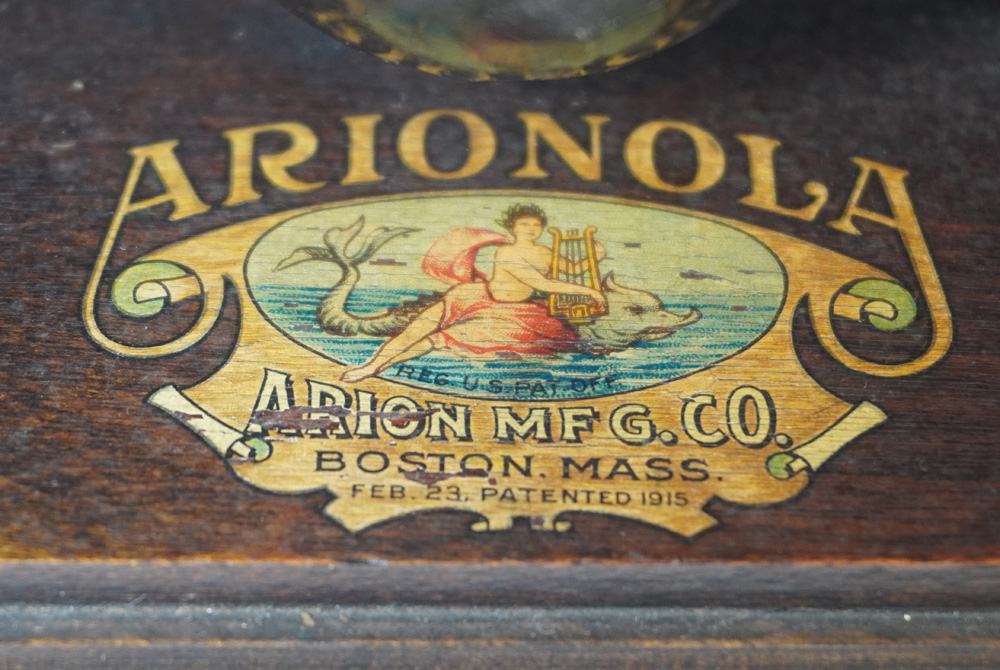 ARIONOLA
REG. U.S. PAT. OFF.
ARION MFG. CO.
BOSTON, MASS.
FEB. 23, PATENTED 1915